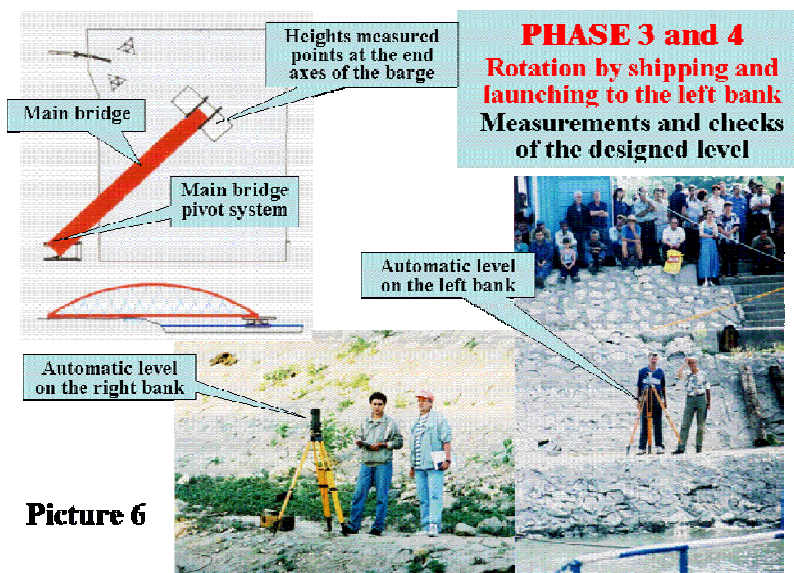 Heights measured
points at the end
axes of the barge
PHASE 3 and 4
Rotation by shipping and
launching to the left bank
Measurements and checks
of the designed level
Main bridge
Main bridge
pivot system
Automatic level
on the left bank
Automatic level
on the right bank
Picture 6